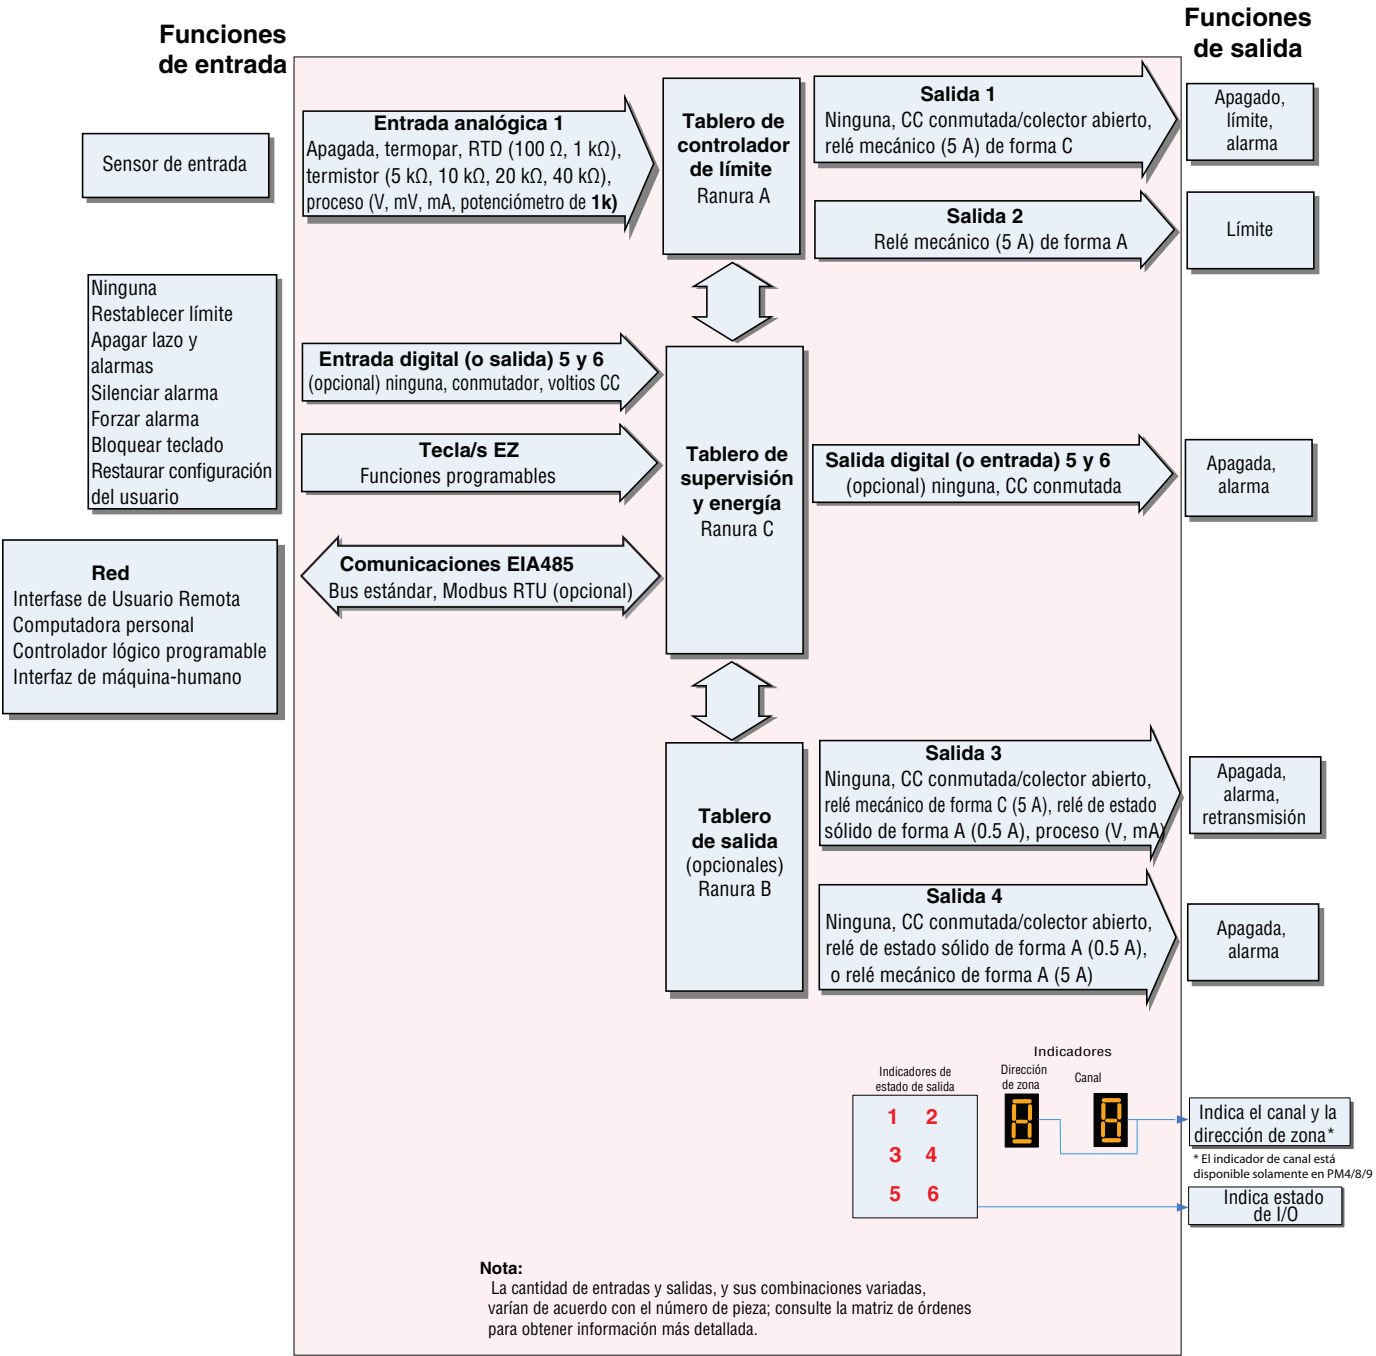 Funciones
de entrada
Funciones
de salida
Sensor de entrada
Entrada analógica 1
Apagada, termopar, RTD (100 Ω, 1 kΩ),
termistor (5 kΩ, 10 kΩ, 20 kΩ, 40 kΩ),
proceso (V, mV, mA, potenciómetro de 1k)
Tablero de
controlador
de límite
Ranura A
Salida 1
Ninguna, CC conmutada/colector abierto,
relé mecánico (5 A) de forma C
Apagado,
límite,
alarma
Salida 2
Relé mecánico (5 A) de forma A
Límite
Ninguna
Restablecer límite
Apagar lazo y
alarmas
Silenciar alarma
Forzar alarma
Bloquear teclado
Restaurar configuración
del usuario
Entrada digital (o salida) 5 y 6
(opcional) ninguna, conmutador, voltios CC
Tecla/s EZ
Funciones programables
Tablero de
supervisión
y energía
Ranura C
Salida digital (o entrada) 5 y 6
(opcional) ninguna, CC conmutada
Apagada,
alarma
Red
Interfase de Usuario Remota
Computadora personal
Controlador lógico programable
Interfaz de máquina-humano
Comunicaciones EIA485
Bus estándar, Modbus RTU (opcional)
Tablero
de salida
(opcionales)
Ranura B
Salida 3
Ninguna, CC conmutada/colector abierto,
relé mecánico de forma C (5 A), relé de estado
sólido de forma A (0.5 A), proceso (V, mA)
Apagada,
alarma,
retransmisión
Salida 4
Ninguna, CC conmutada/colector abierto,
relé de estado sólido de forma A (0.5 A),
o relé mecánico de forma A (5 A)
Apagada,
alarma
Indicadores
Indicadores de
estado de salida
Dirección
de zona
Canal
1 2
3 4
5 6
8 8
Indica el canal y la
dirección de zona*
* El indicador de canal está
disponible solamente en PM4/8/9
Indica estado
de I/O
Nota:
La cantidad de entradas y salidas, y sus combinaciones variadas,
varían de acuerdo con el número de pieza; consulte la matriz de órdenes
para obtener información más detallada.